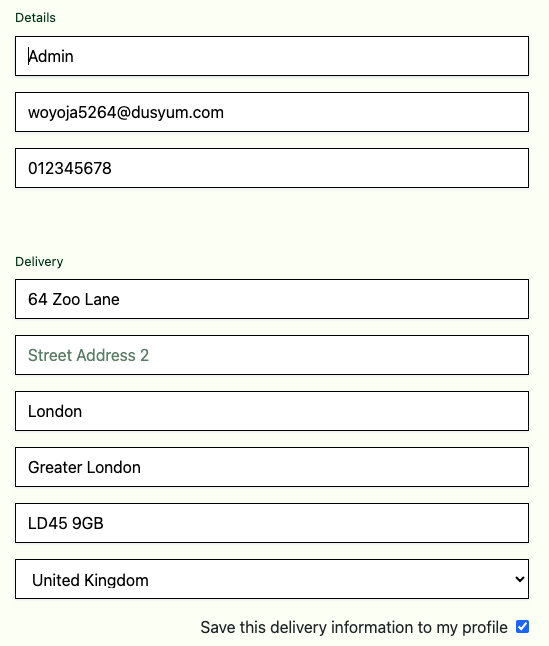 Details
Admin
woyoja5264@dusyum.com
012345678
Delivery
64 Zoo Lane
Street Address 2
London
Greater London
LD45 9GB
United Kingdom
Save this delivery information to my profile